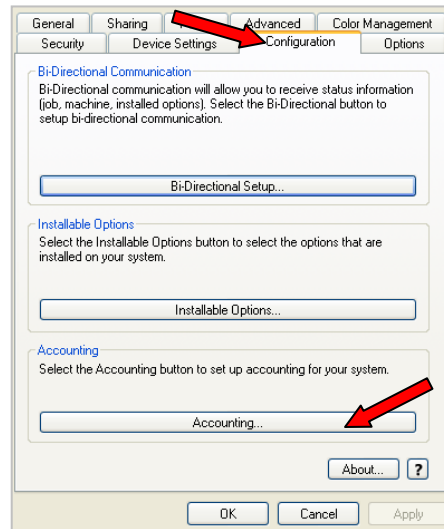 General Sharing Advanced Color Management
Security Device Settings Configuration Options
Bi-Directional Communication
Bi-Directional communication will allow you to receive status information
(job, machine, installed options). Select the Bi-Directional button to
setup bi-directional communication.
Bi-Directional Setup...
Installable Options
Select the Installable Options button to select the options that are
installed on your system.
Installable Options...
Accounting
Select the Accounting button to set up accounting for your system.
Accounting...
About... ?
OK Cancel Apply